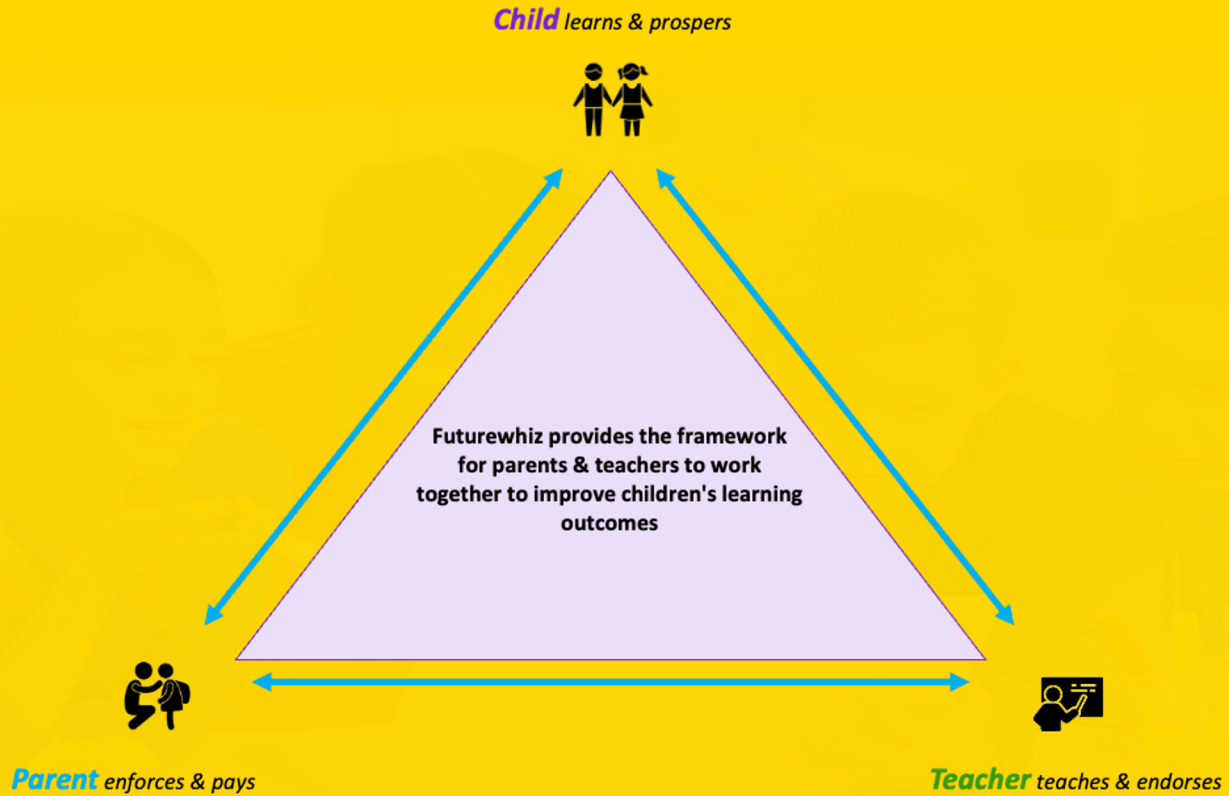 Child learns & prospers
Futurewhiz provides the framework
for parents & teachers to work
together to improve children's learning
outcomes
Parent enforces & pays
Teacher teaches & endorses